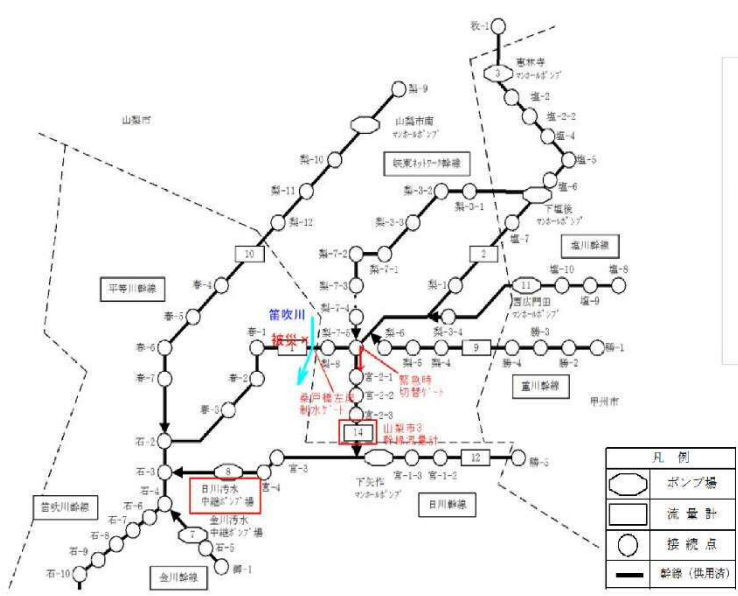 牧-1
恵林寺
ﾏﾝﾎｰﾙﾎﾟﾝﾌﾟ
3
塩-2
塩-2-2
塩-4
塩-5
塩-6
梨-9
山梨市
山梨市南
ﾏﾝﾎｰﾙﾎﾟﾝﾌﾟ
梨-10
峡東ネットワーク幹線
梨-11
梨-3-2
梨-3-1
下塩後
ﾏﾝﾎｰﾙﾎﾟﾝﾌﾟ
梨-12
梨-3-3
塩-7
塩川幹線
10
梨-7-2
梨-7-1
2
春-4
梨-7-3
梨-1
11
塩-10
塩-8
塩-9
西広門田
ﾏﾝﾎｰﾙﾎﾟﾝﾌﾟ
平等川幹線
春-5
梨-7-4
笛吹川
梨-7-5
梨-6
梨-3-4
春-6
春-1
被災×
1
梨-8
梨-5
梨-4
9
勝-3
勝-4
勝-2
勝-1
春-7
春-2
宮-2-1
緊急時
切替ｹﾞｰﾄ
重川幹線
桑戸橋左岸
制水ｹﾞｰﾄ
宮-2-2
甲州市
春-3
宮-2-3
14
山梨市3
幹線流量計
石-2
石-3
8
宮-3
宮-4
下矢作
ﾏﾝﾎｰﾙﾎﾟﾝﾌﾟ
宮-1-3
宮-1-2
12
勝-5
日川幹線
日川汚水
中継ポンプ場
石-4
笛吹川幹線
石-6
石-7
石-8
石-9
石-10
金川汚水
中継ポンプ場
7
石-5
御-1
金川幹線
凡 例
ポンプ場
流 量 計
接 続 点
幹線 (供用済)